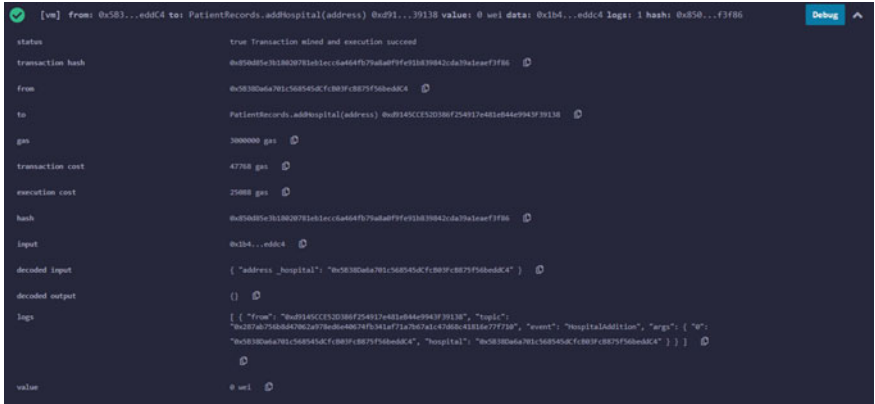 [vm] from: 0x5B3...eddC4 to: PatientRecords.addHospital(address) 0xd91...39138 value: 0 wei data: 0x1b4...eddc4 logs: 1 hash: 0x850...f3f86 Debug
status true Transaction mined and execution succeed
transaction hash 0x850d85e3b18020781eb1ecc6a464fb79a8a0f9fe91b839842cda39a1eaef3f86
from 0x5B38Da6a701c568545dCfcB03FcB875f56beddC4
to PatientRecords.addHospital(address) 0xd9145CCE52D386f254917e481eB44e9943F39138
gas 3000000 gas
transaction cost 47768 gas
execution cost 25088 gas
hash 0x850d85e3b18020781eb1ecc6a464fb79a8a0f9fe91b839842cda39a1eaef3f86
input 0x1b4...eddc4
decoded input { "address _hospital": "0x5B38Da6a701c568545dCfcB03FcB875f56beddC4" }
decoded output {}
logs [ { "from": "0xd9145CCE52D386f254917e481eB44e9943F39138", "topic":
"event": "HospitalAddition", "args": { "0":
"0x5B38Da6a701c568545dCfcB03FcB875f56beddC4", "hospital": "0x5B38Da6a701c568545dCfcB03FcB875f56beddC4" } } ]
value 0 wei